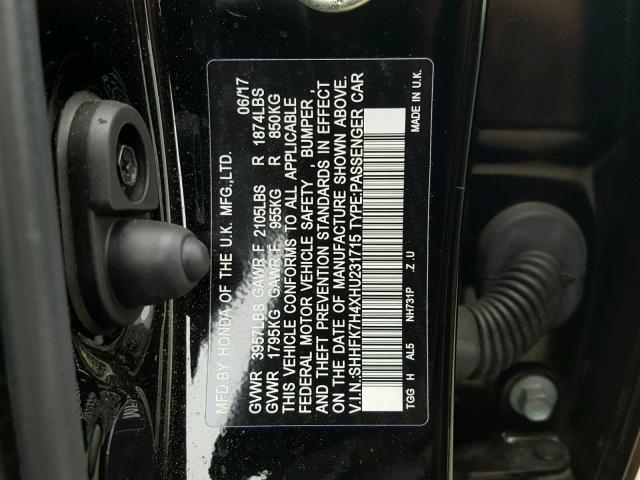 MFD.BY HONDA OF THE U.K. MFG.,LTD. 06/17
GVWR 3957LBS GAWR F 2105LBS R 1874LBS
GVWR 1795KG GAWR F 955KG R 850KG
THIS VEHICLE CONFORMS TO ALL APPLICABLE
FEDERAL MOTOR VEHICLE SAFETY , BUMPER ,
AND THEFT PREVENTION STANDARDS IN EFFECT
ON THE DATE OF MANUFACTURE SHOWN ABOVE.
V.I.N.:SHHFK7H4XHU231715 TYPE:PASSENGER CAR
TGG H AL5 NH731P Z . U MADE IN U.K.